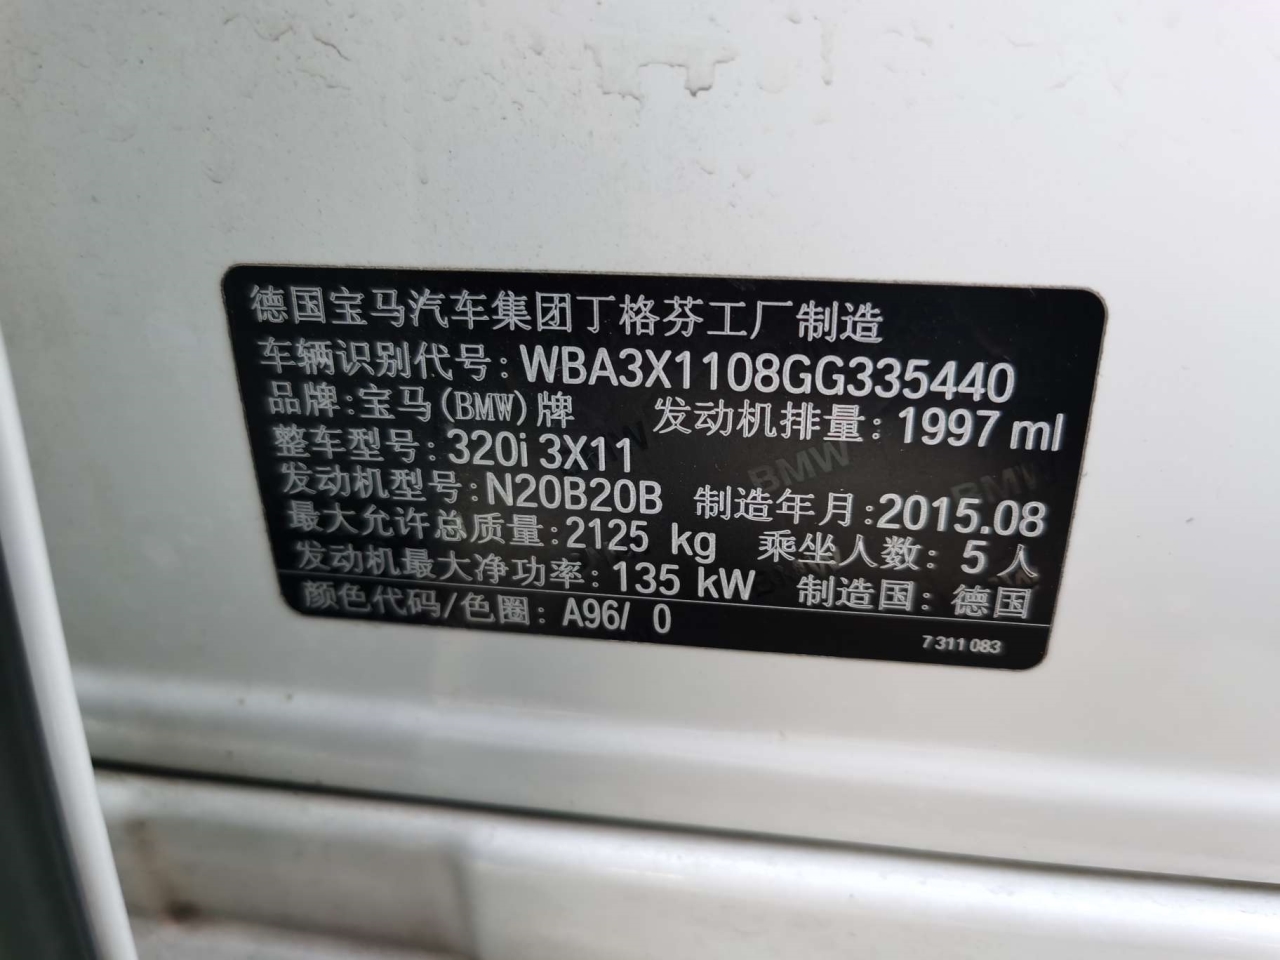 德国宝马汽车集团丁格芬工厂制造
车辆识别代号: WBA3X1108GG335440
品牌:宝马(BMW)牌 发动机排量: 1997 ml
整车型号: 320i 3X11
发动机型号: N20B20B 制造年月:2015.08
最大允许总质量: 2125 kg 乘坐人数: 5人
发动机最大净功率: 135 kW 制造国: 德国
颜色代码/色圈: A96/ 0
7 311 083